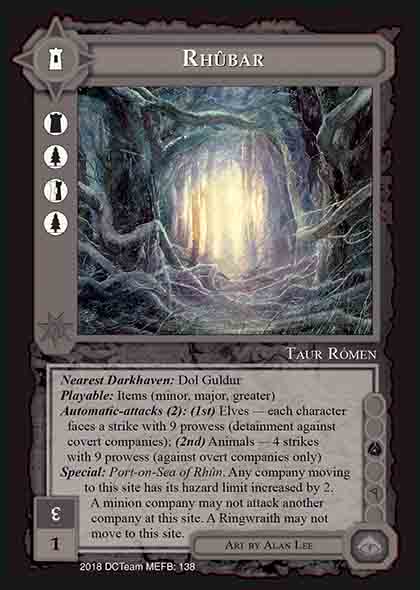 RHÛBAR
TAUR RÓMEN
Nearest Darkhaven: Dol Guldur
Playable: Items (minor, major, greater)
Automatic-attacks (2): (1st) Elves — each character
faces a strike with 9 prowess (detainment against
covert companies); (2nd) Animals — 4 strikes
with 9 prowess (against overt companies only)
Special: Port-on-Sea of Rhûn. Any company moving
to this site has its hazard limit increased by 2.
A minion company may not attack another
company at this site. A Ringwraith may not
move to this site.
ε
1
ART BY ALAN LEE
2018 DCTeam MEFB: 138